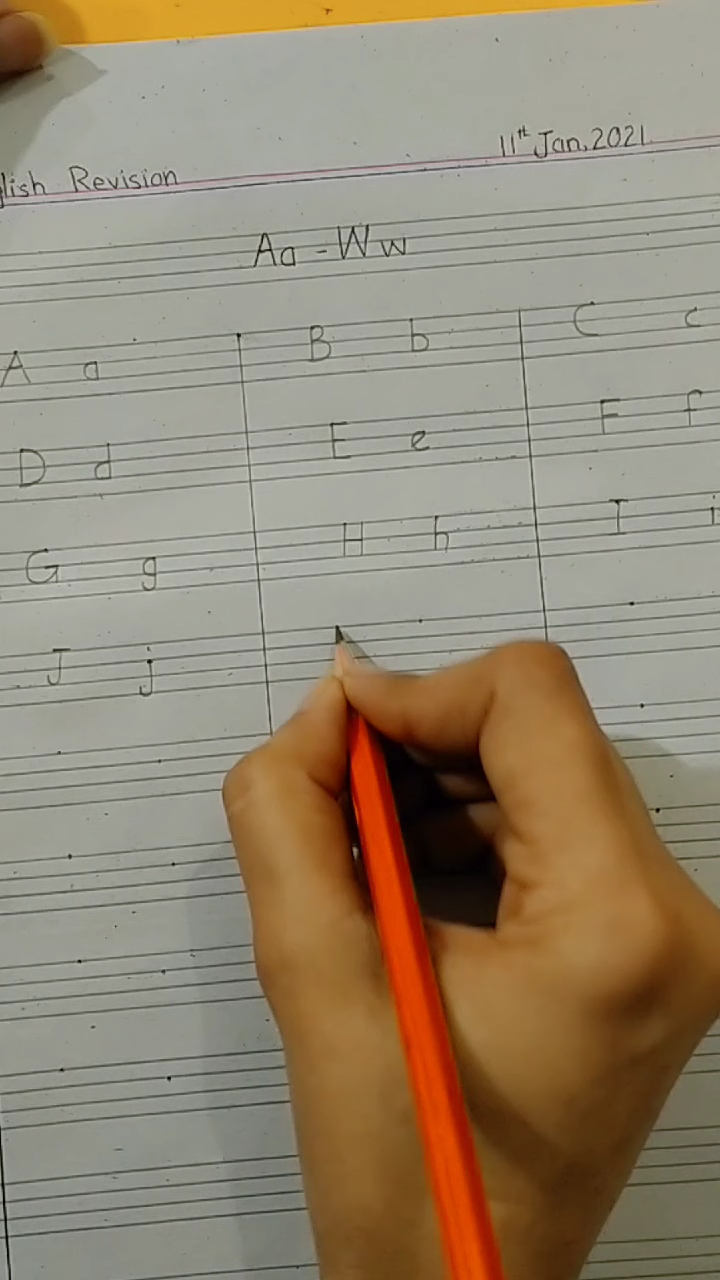 11th Jan, 2021
lish Revision
Aa - Ww
A a B b C c
D d E e F f
G g H h I i
J j